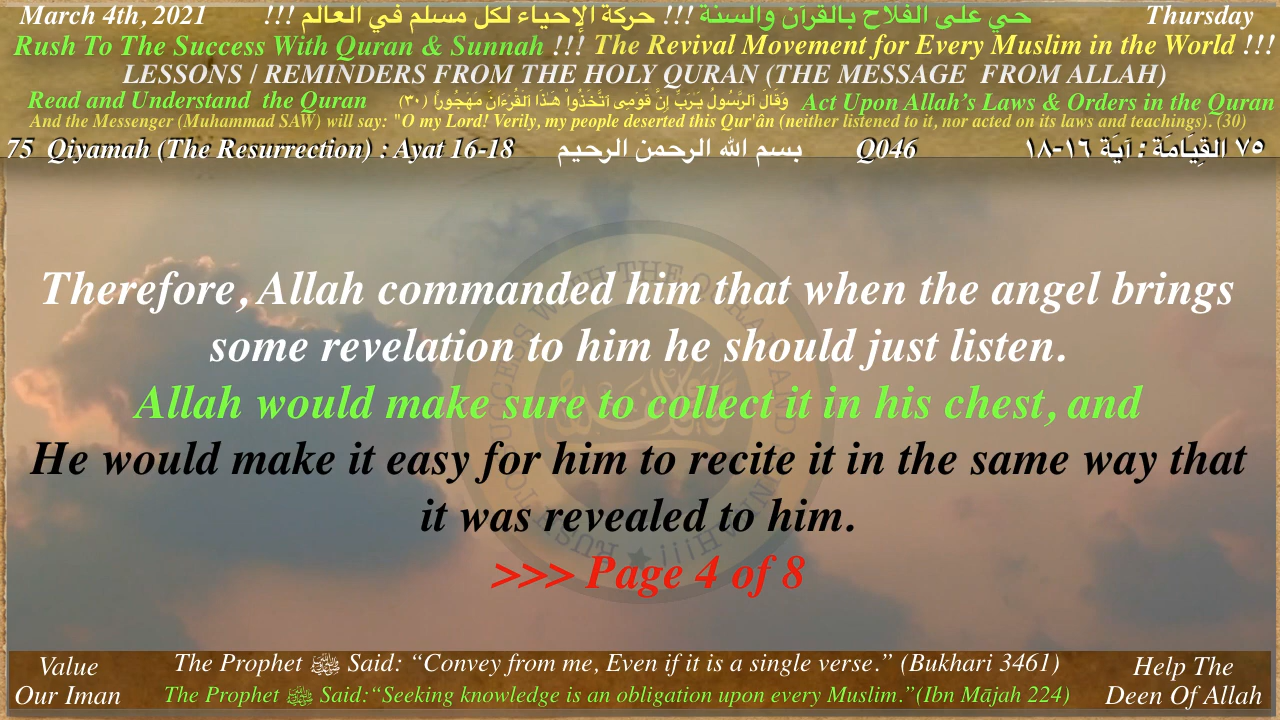 March 4th, 2021 !!! حي على الفلاح بالقرآن والسنة !!! حركة الإحياء لكل مسلم في العالم !!! Thursday
Rush To The Success With Quran & Sunnah !!! The Revival Movement for Every Muslim in the World !!!
LESSONS / REMINDERS FROM THE HOLY QURAN (THE MESSAGE FROM ALLAH)
Read and Understand the Quran وَقَالَ ٱلرَّسُولُ يَـٰرَبِّ إِنَّ قَوۡمِى ٱتَّخَذُواْ هَـٰذَا ٱلۡقُرۡءَانَ مَهۡجُورً۬ا (٣٠) Act Upon Allah's Laws & Orders in the Quran
And the Messenger (Muhammad SAW) will say: "O my Lord! Verily, my people deserted this Qur'ân (neither listened to it, nor acted on its laws and teachings). (30)
75 Qiyamah (The Resurrection) : Ayat 16-18 بسم الله الرحمن الرحيم Q046 ٧٥ القِيَامَة : آيَة ١٦-١٨
Therefore, Allah commanded him that when the angel brings
some revelation to him he should just listen.
Allah would make sure to collect it in his chest, and
He would make it easy for him to recite it in the same way that
it was revealed to him.
>>> Page 4 of 8
Value The Prophet ﷺ Said: “Convey from me, Even if it is a single verse.” (Bukhari 3461) Help The
Our Iman The Prophet ﷺ Said:“Seeking knowledge is an obligation upon every Muslim.”(Ibn Mājah 224) Deen Of Allah